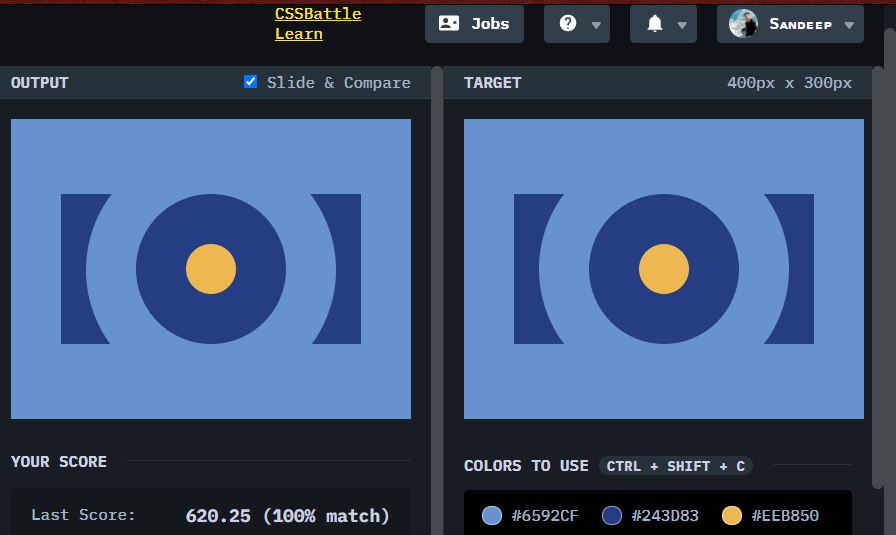 CSSBattle
Learn
Jobs
Sandeep
OUTPUT
Slide & Compare
TARGET
400px x 300px
YOUR SCORE
Last Score:
620.25 (100% match)
COLORS TO USE
CTRL + SHIFT + C
#6592CF
#243D83
#EEB850